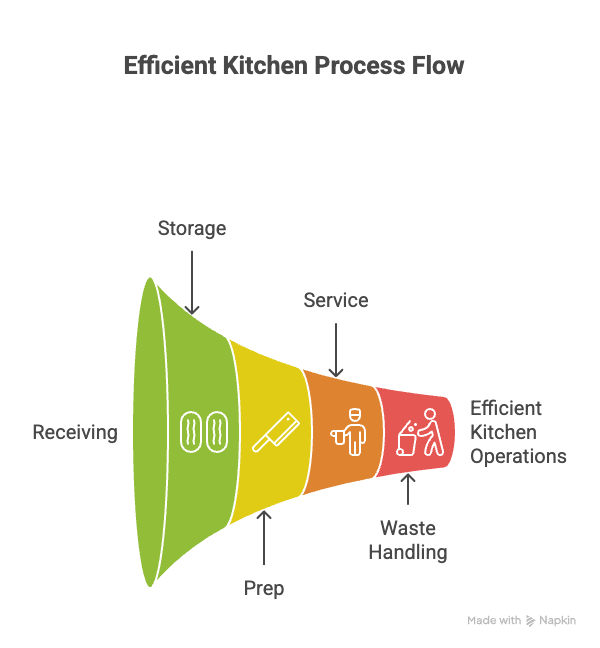 Efficient Kitchen Process Flow
Storage
Service
Receiving
Efficient
Kitchen
Operations
Waste
Handling
Prep
Made with Napkin